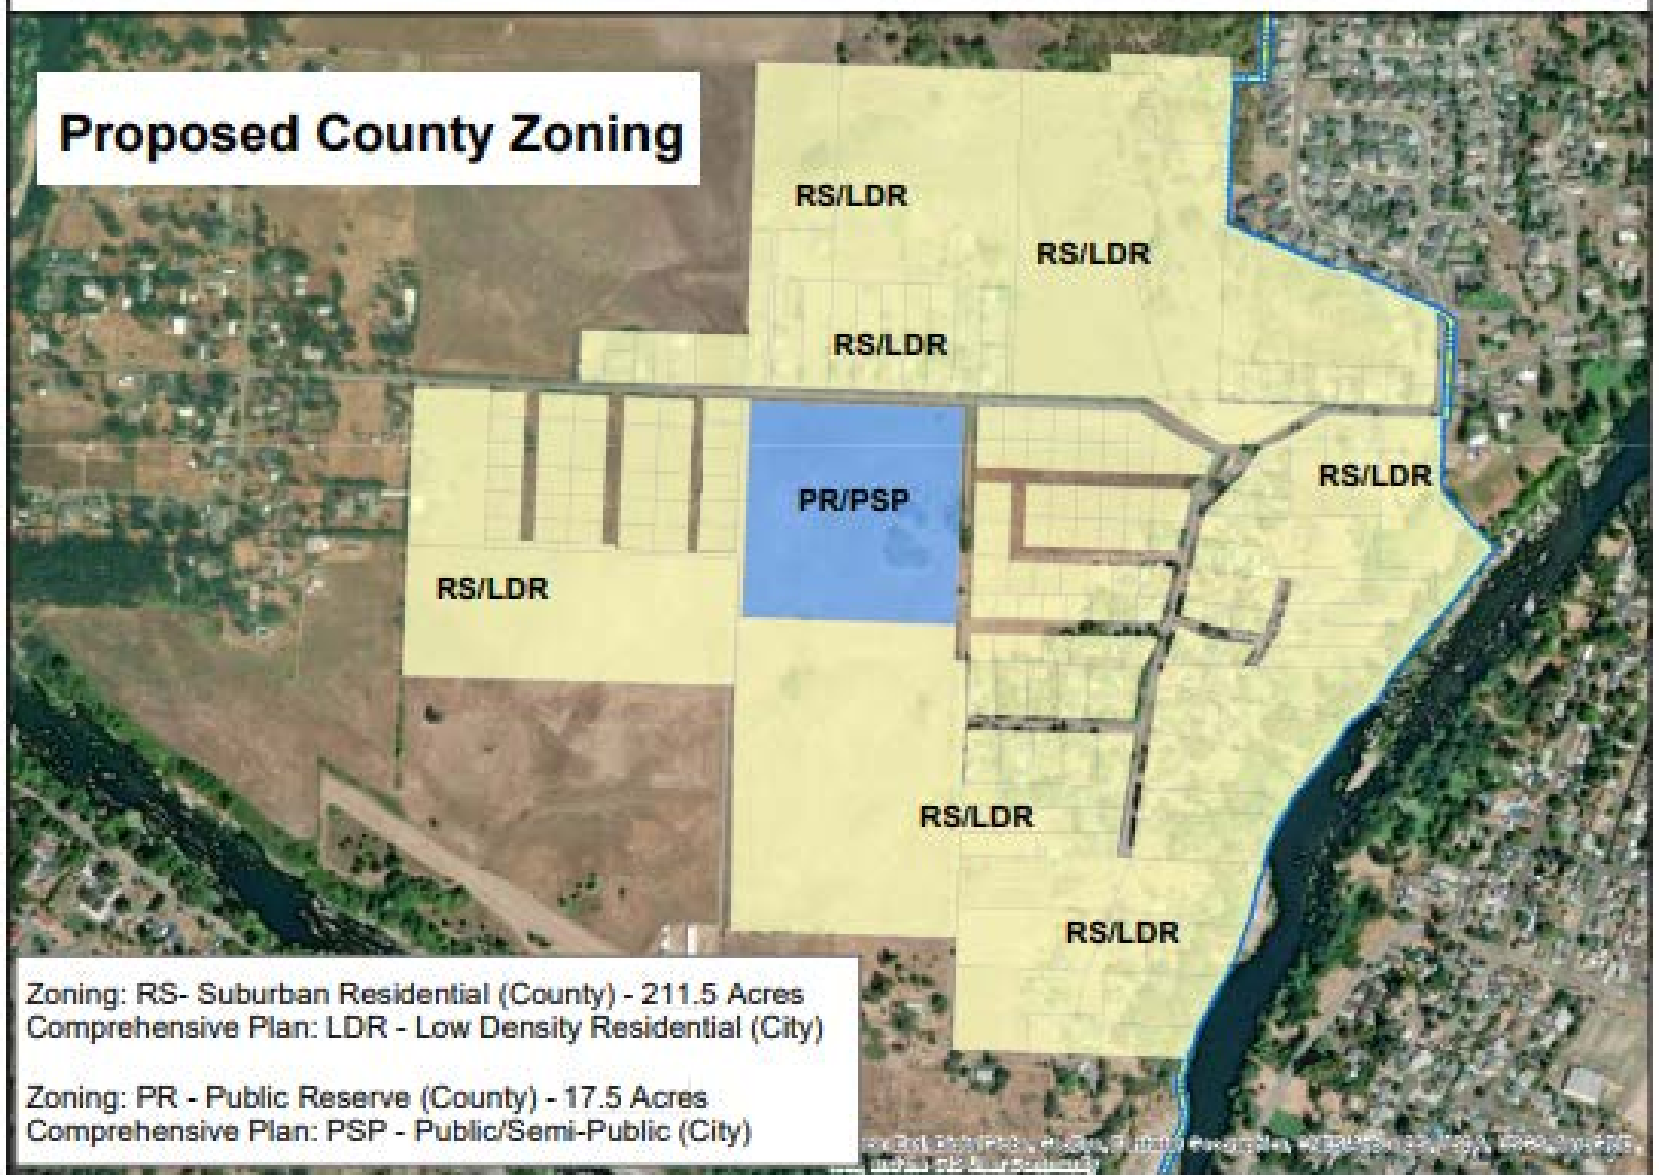 Proposed County Zoning
RS/LDR
RS/LDR
RS/LDR
RS/LDR
PR/PSP
RS/LDR
RS/LDR
RS/LDR
Zoning: RS- Suburban Residential (County) - 211.5 Acres
Comprehensive Plan: LDR - Low Density Residential (City)
Zoning: PR - Public Reserve (County) - 17.5 Acres
Comprehensive Plan: PSP - Public/Semi-Public (City)